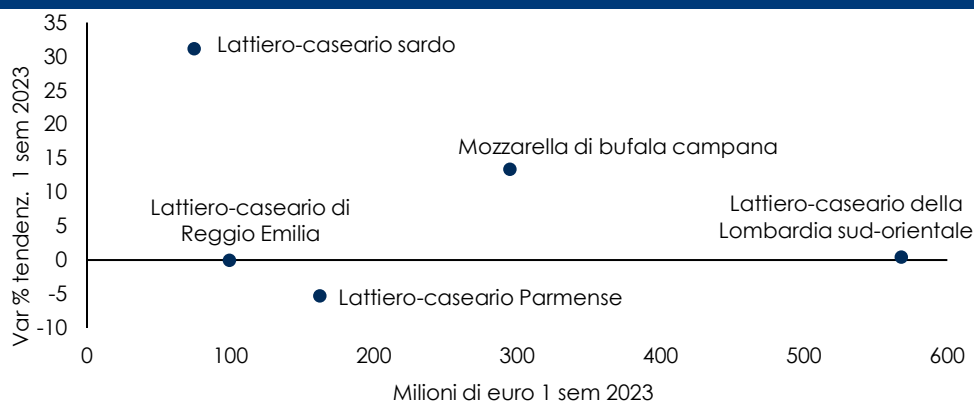 35
30
25
20
15
10
5
0
-5
-10
Var % tendenz. 1 sem 2023
Lattiero-caseario sardo
Mozzarella di bufala campana
Lattiero-caseario di
Reggio Emilia
Lattiero-caseario della
Lombardia sud-orientale
Lattiero-caseario Parmense
0 100 200 300 400 500 600
Milioni di euro 1 sem 2023